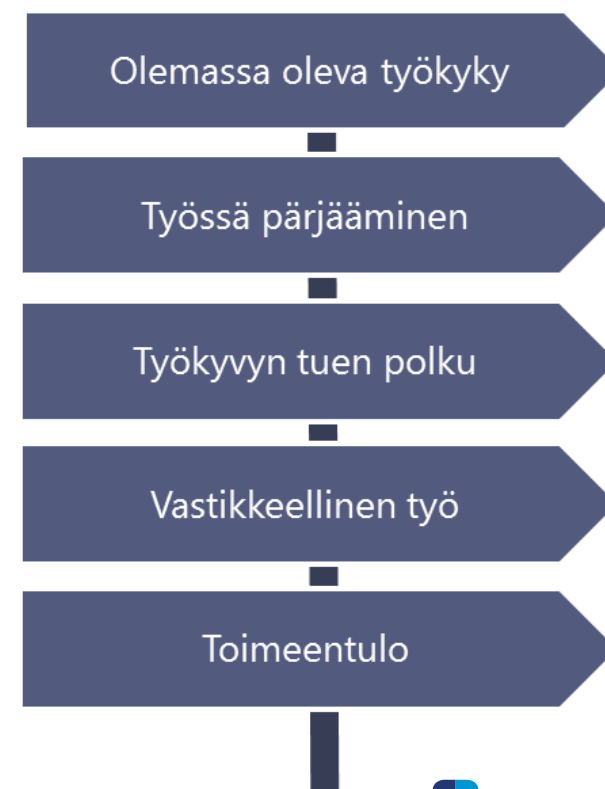 Olemassa oleva työkyky
Työssä pärjääminen
Työkyvyn tuen polku
Vastikkeellinen työ
Toimeentulo